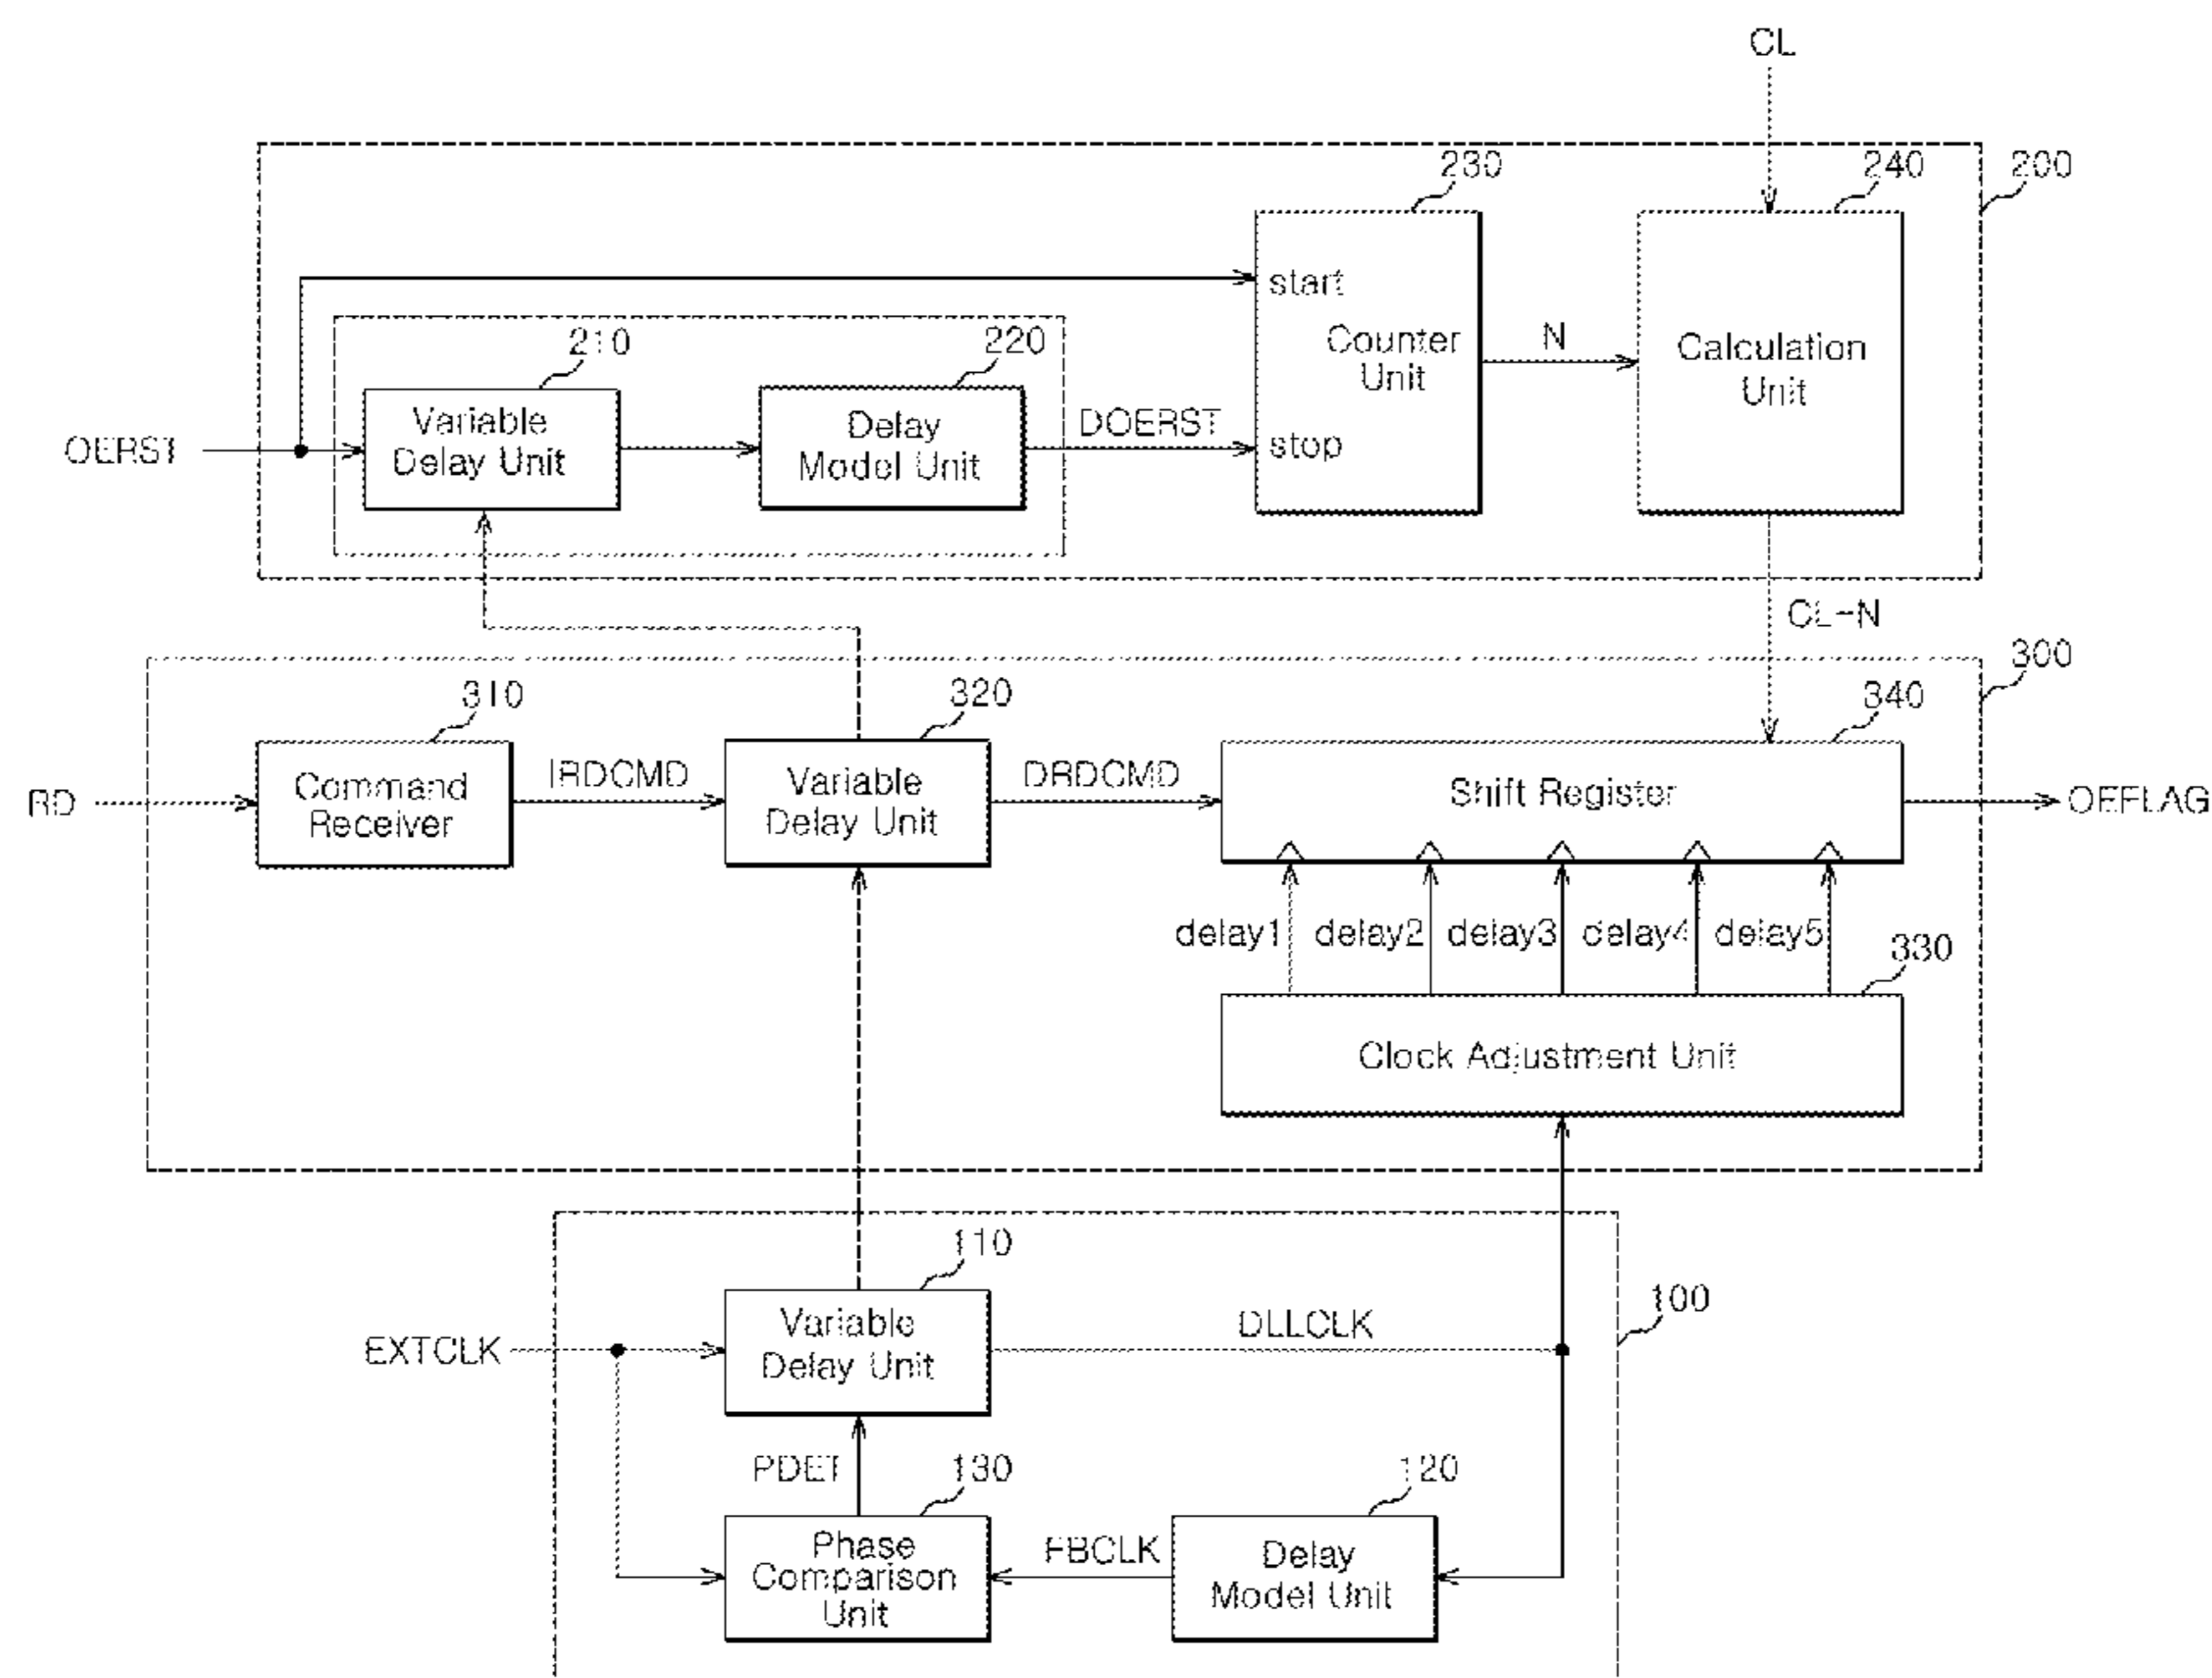 CL
230
240
200
start
Counter
Unit
N
Calculation
Unit
210
220
Variable
Delay Unit
Delay
Model Unit
DOERST
stop
OERST
CL-N
300
310
320
340
RD
Command
Receiver
IRDCMD
Variable
Delay Unit
DRDCMD
Shift Register
OEFLAG
delay1
delay2
delay3
delay4
delay5
330
Clock Adjustment Unit
110
100
EXTCLK
Variable
Delay Unit
DLLCLK
PDET
130
120
Phase
Comparison
Unit
FBCLK
Delay
Model Unit